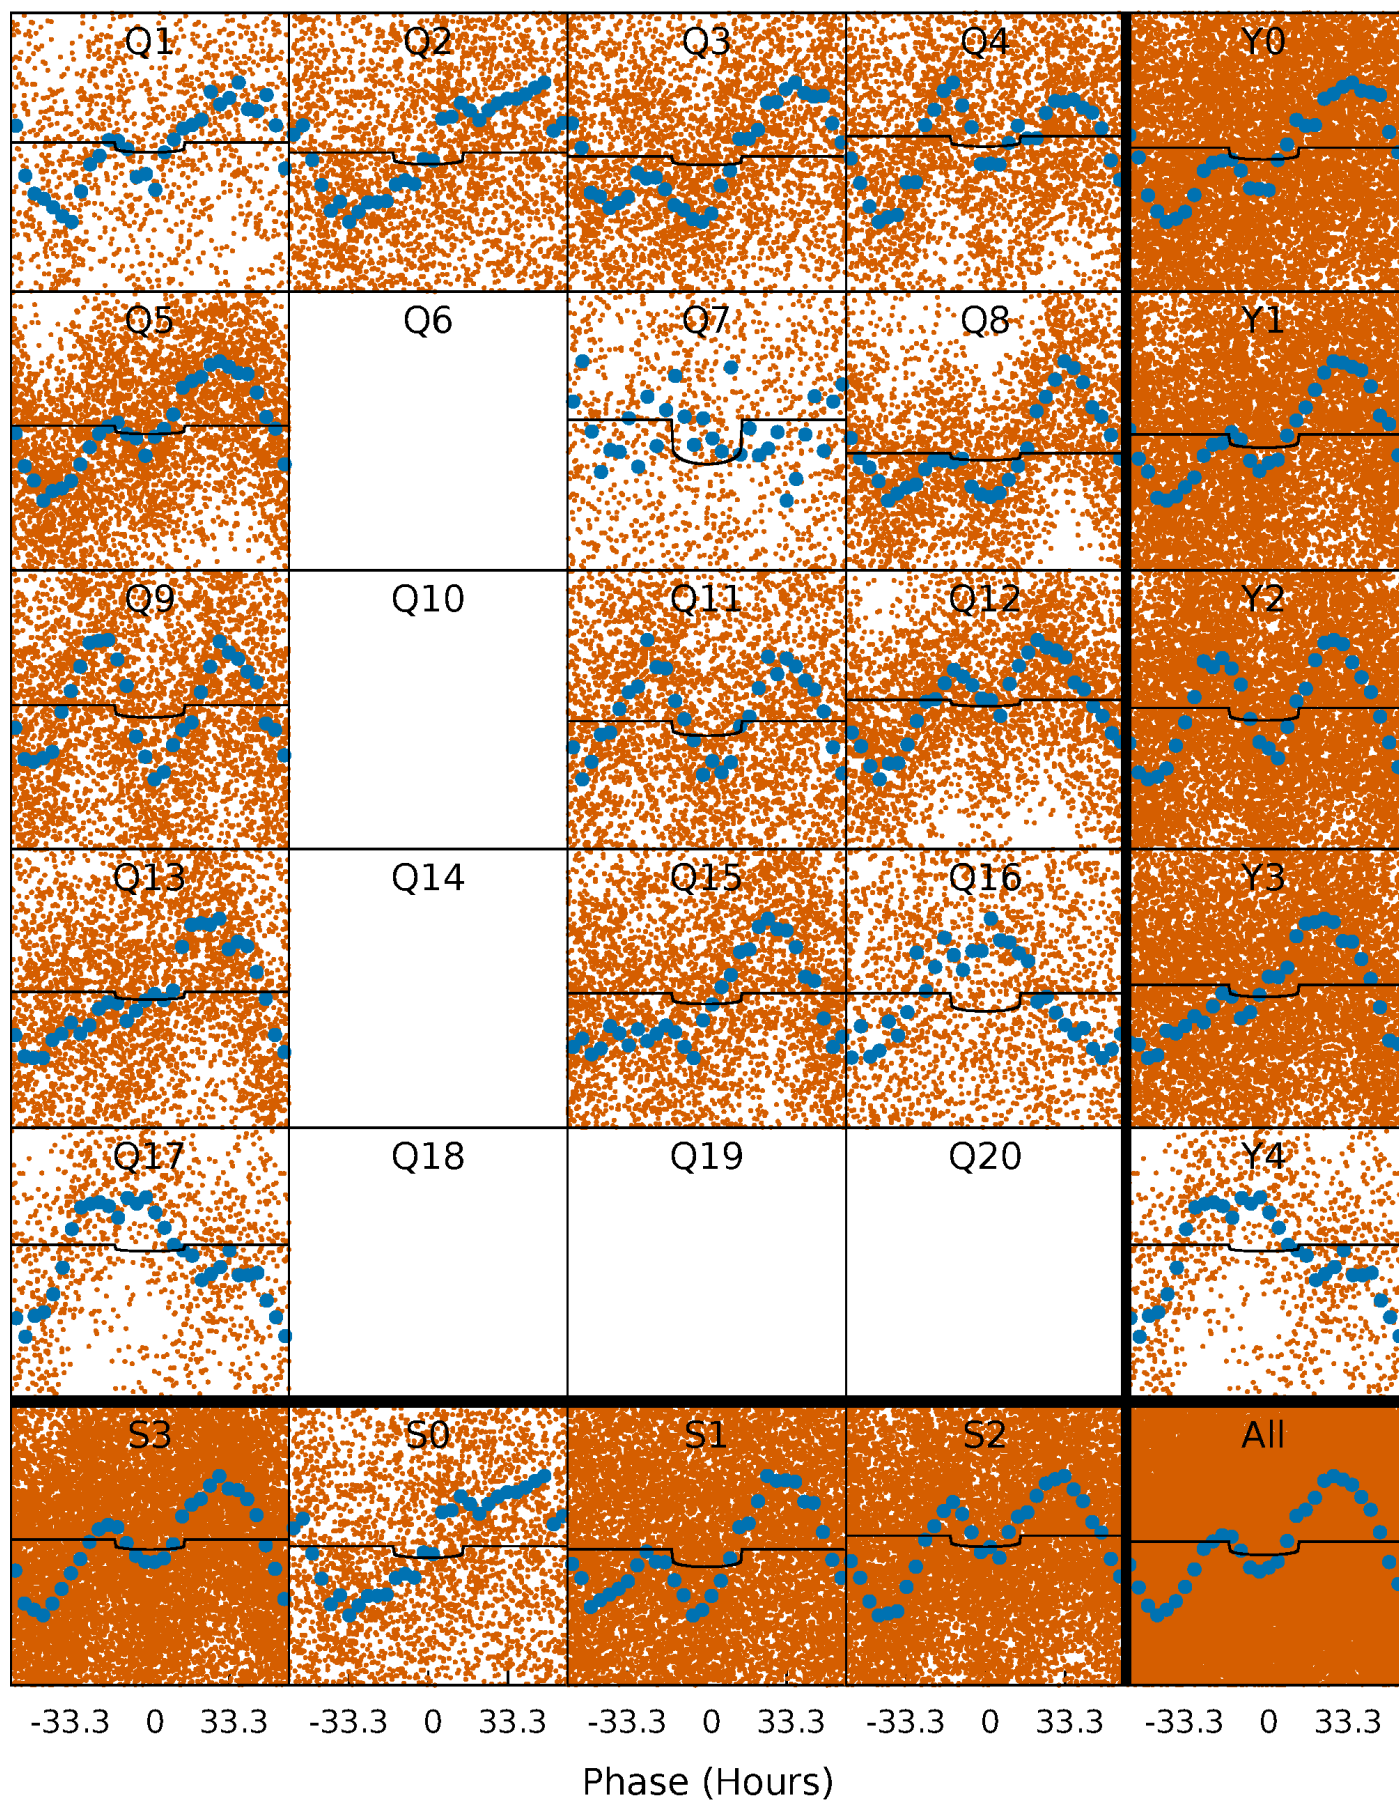 Q1 Q2 Q3 Q4 Y0
Q5 Q6 Q7 Q8 Y1
Q9 Q10 Q11 Q12 Y2
Q13 Q14 Q15 Q16 Y3
Q17 Q18 Q19 Q20 Y4
S3 S0 S1 S2 All
-33.3 0 33.3 -33.3 0 33.3 -33.3 0 33.3 -33.3 0 33.3 -33.3 0 33.3
Phase (Hours)